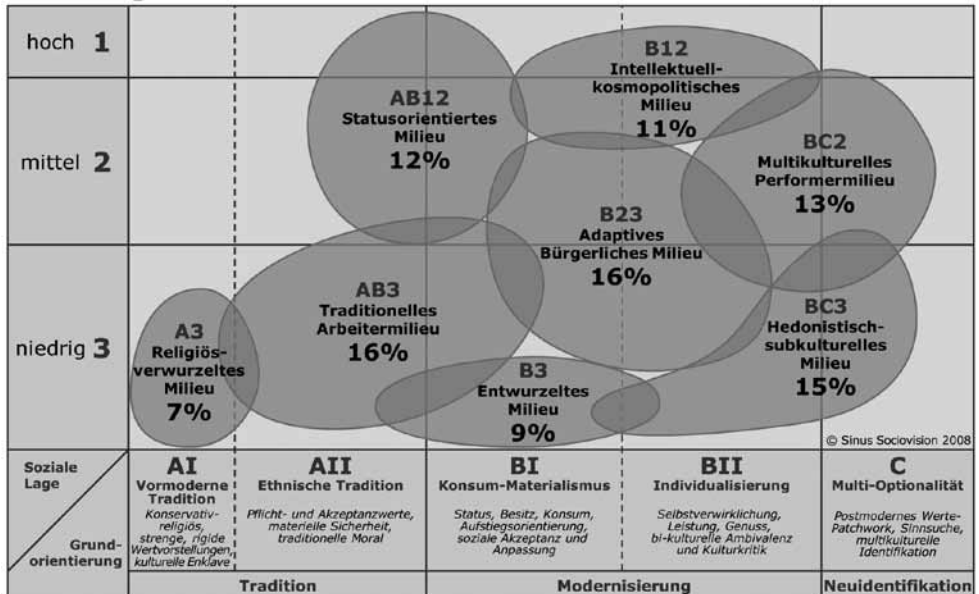 hoch 1
mittel 2
niedrig 3
B12
Intellektuell-
kosmopolitisches
Milieu
11%
AB12
Statusorientiertes
Milieu
12%
BC2
Multikulturelles
Performermilieu
13%
B23
Adaptives
Bürgerliches Milieu
16%
AB3
Traditionelles
Arbeitermilieu
16%
A3
Religiös-
verwurzeltes
Milieu
7%
BC3
Hedonistisch-
subkulturelles
Milieu
15%
B3
Entwurzeltes
Milieu
9%
© Sinus Sociovision 2008
Soziale
Lage
Grund-
orientierung
AI
Vormoderne
Tradition
Konservativ-
religiös,
strenge, rigide
Wertvorstellungen,
kulturelle Enklave
AII
Ethnische Tradition
Pflicht- und Akzeptanzwerte,
materielle Sicherheit,
traditionelle Moral
BI
Konsum-Materialismus
Status, Besitz, Konsum,
Aufstiegsorientierung,
soziale Akzeptanz und
Anpassung
BII
Individualisierung
Selbstverwirklichung,
Leistung, Genuss,
bi-kulturelle Ambivalenz
und Kulturkritik
C
Multi-Optionalität
Postmodernes Werte-
Patchwork, Sinnsuche,
multikulturelle
Identifikation
Tradition
Modernisierung
Neuidentifikation